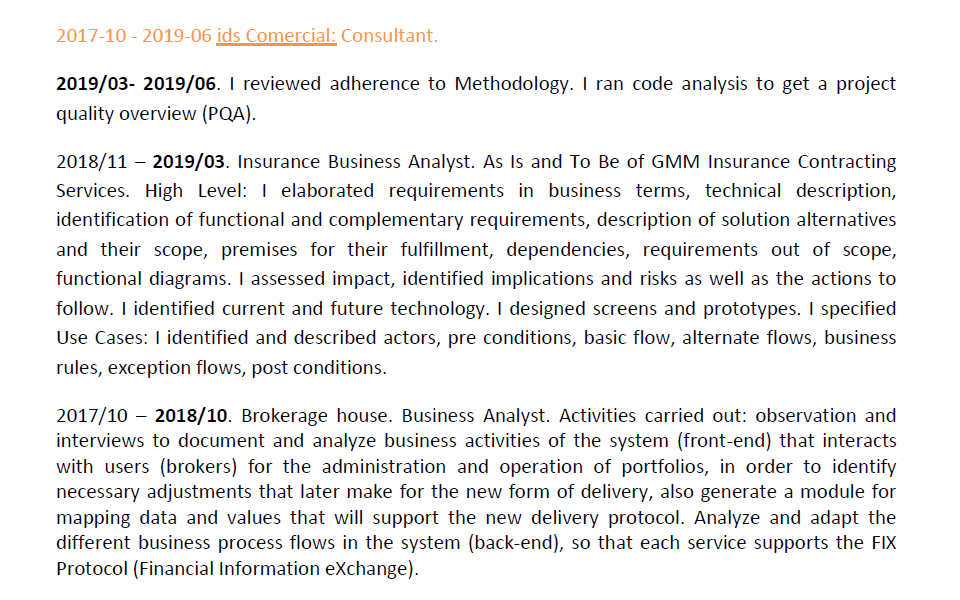 2017-10 - 2019-06 ids Comercial: Consultant.
2019/03- 2019/06. I reviewed adherence to Methodology. I ran code analysis to get a project
quality overview (PQA).
2018/11 – 2019/03. Insurance Business Analyst. As Is and To Be of GMM Insurance Contracting
Services. High Level: I elaborated requirements in business terms, technical description,
identification of functional and complementary requirements, description of solution alternatives
and their scope, premises for their fulfillment, dependencies, requirements out of scope,
functional diagrams. I assessed impact, Identified implications and risks as well as the actions to
follow. I identified current and future technology. I designed screens and prototypes. I specified
Use Cases: I identified and described actors, pre conditions, basic flow, alternate flows, business
rules, exception flows, post conditions.
2017/10 – 2018/10. Brokerage house. Business Analyst. Activities carried out: observation and
interviews to document and analyze business activities of the system (front-end) that interacts
with users (brokers) for the administration and operation of portfolios, in order to identify
necessary adjustments that later make for the new form of delivery, also generate a module for
mapping data and values that will support the new delivery protocol. Analyze and adapt the
different business process flows in the system (back-end), so that each service supports the FIX
Protocol (Financial Information eXchange).